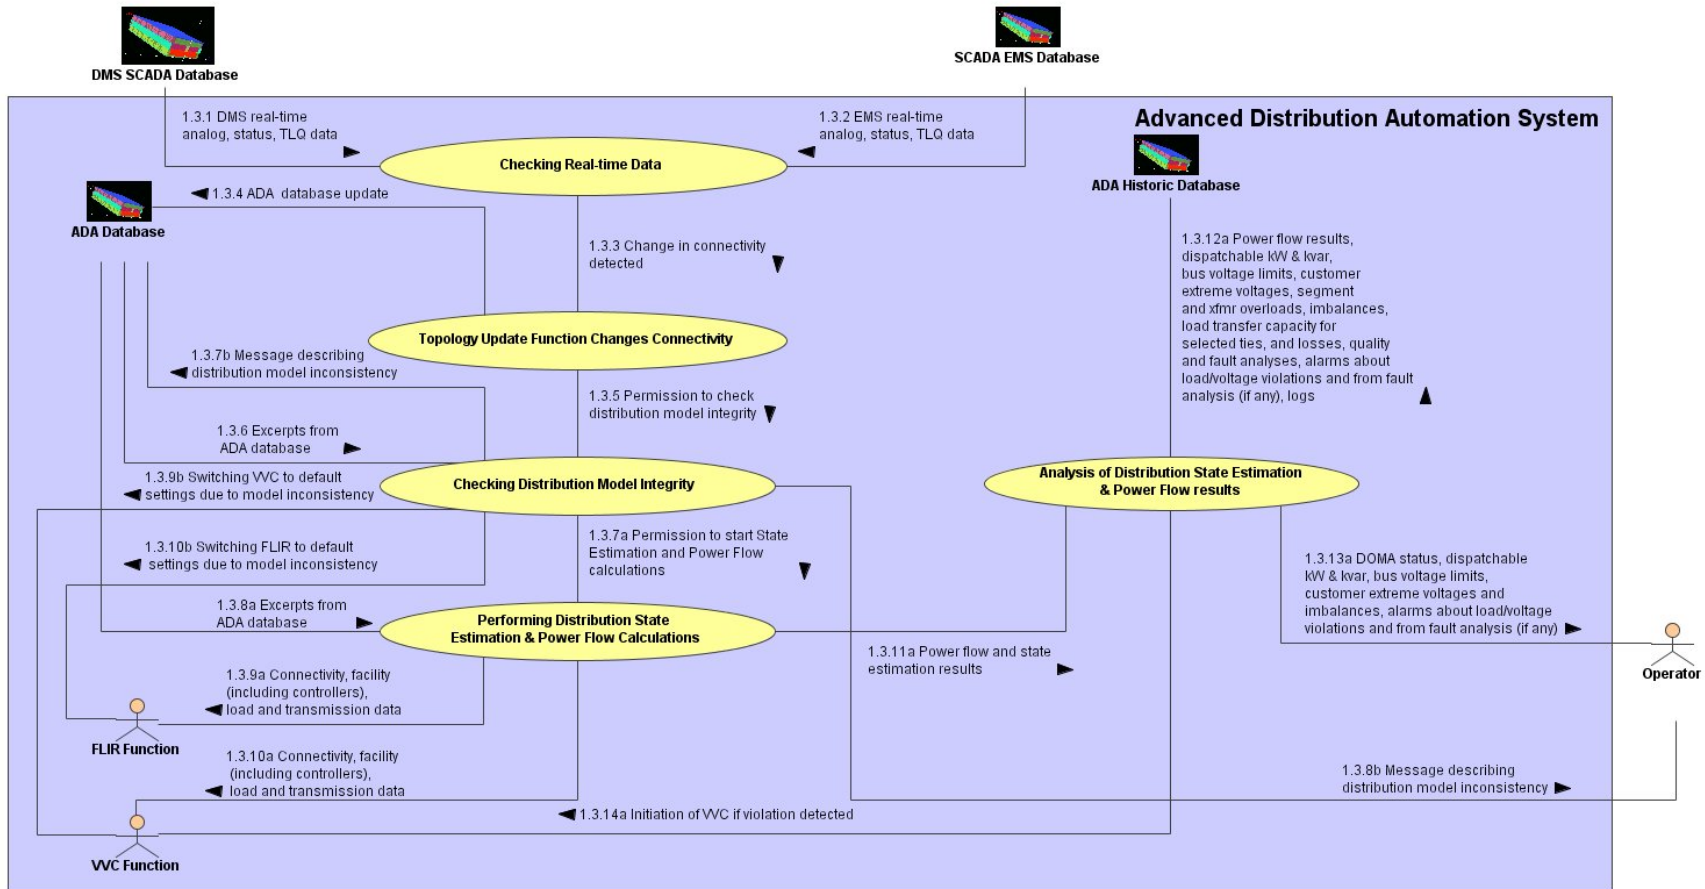 DMS SCADA Database
SCADA EMS Database
Advanced Distribution Automation System
1.3.1 DMS real-time
analog, status, TLQ data
1.3.2 EMS real-time
analog, status, TLQ data
Checking Real-time Data
ADA Historic Database
1.3.4 ADA database update
ADA Database
1.3.3 Change in connectivity
detected
1.3.12a Power flow results,
dispatchable kW & kvar,
bus voltage limits, customer
extreme voltages, segment
and xfmr overloads, imbalances,
load transfer capacity for
selected ties, and losses, quality
and fault analyses, alarms about
load/voltage violations and from fault
analysis (if any), logs
Topology Update Function Changes Connectivity
1.3.7b Message describing
distribution model inconsistency
1.3.5 Permission to check
distribution model integrity
1.3.6 Excerpts from
ADA database
1.3.9b Switching VVC to default
settings due to model inconsistency
Checking Distribution Model Integrity
Analysis of Distribution State Estimation
& Power Flow results
1.3.10b Switching FLIR to default
settings due to model inconsistency
1.3.7a Permission to start State
Estimation and Power Flow
calculations
1.3.13a DOMA status, dispatchable
kW & kvar, bus voltage limits,
customer extreme voltages and
imbalances, alarms about load/voltage
violations and from fault analysis (if any)
1.3.8a Excerpts from
ADA database
Performing Distribution State
Estimation & Power Flow Calculations
1.3.11a Power flow and state
estimation results
Operator
1.3.9a Connectivity, facility
(including controllers),
load and transmission data
FLIR Function
1.3.10a Connectivity, facility
(including controllers),
load and transmission data
1.3.8b Message describing
distribution model inconsistency
1.3.14a Initiation of VVC if violation detected
VVC Function